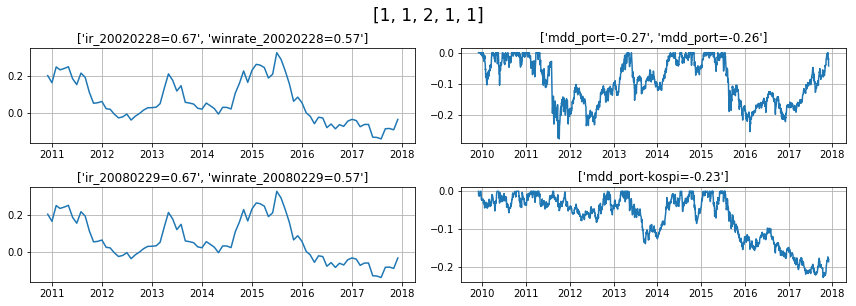 [1, 1, 2, 1, 1]
['ir_20020228=0.67', 'winrate_20020228=0.57']
0.2
0.0
2011 2012 2013 2014 2015 2016 2017 2018
['mdd_port=-0.27', 'mdd_port=-0.26']
0.0
−0.1
−0.2
2010 2011 2012 2013 2014 2015 2016 2017 2018
['ir_20080229=0.67', 'winrate_20080229=0.57']
0.2
0.0
2011 2012 2013 2014 2015 2016 2017 2018
['mdd_port-kospi=-0.23']
0.0
−0.1
−0.2
2010 2011 2012 2013 2014 2015 2016 2017 2018